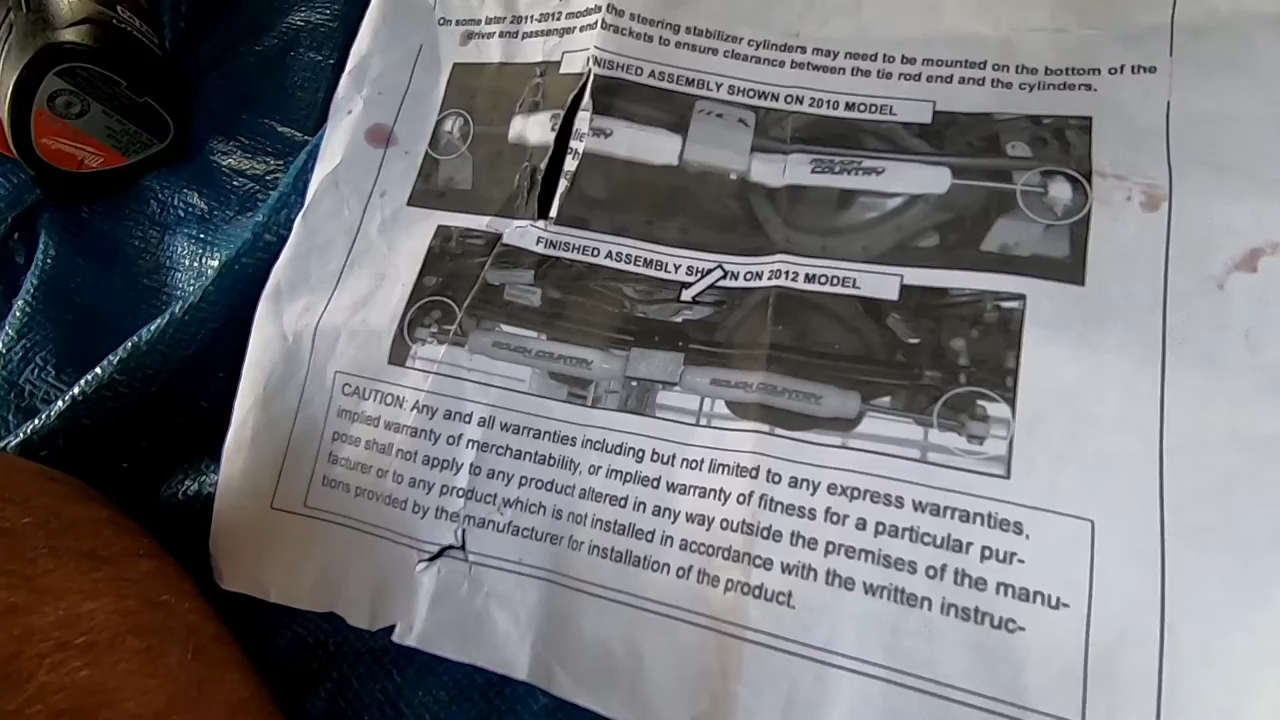 On some later 2011-2012 models the steering stabilizer cylinders may need to be mounted on the bottom of the
driver and passenger end brackets to ensure clearance between the tie rod end and the cylinders.
NISHED ASSEMBLY SHOWN ON 2010 MODEL
ROUGH
COUNTRY
FINISHED ASSEMBLY SH N ON 2012 MODEL
ROUGH COUNTRY
ROUGH COUNTRY
CAUTION: Any and all warranties including but not limited to any express warranties,
implied warranty of merchantability, or implied warranty of fitness for a particular pur-
pose shall not apply to any product altered in any way outside the premises of the manu-
facturer or to any product which is not installed in accordance with the written instruc-
tions provided by the manufacturer for installation of the product.
Milwaukee